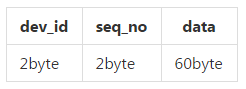 dev_id seq_no data
2byte 2byte 60byte